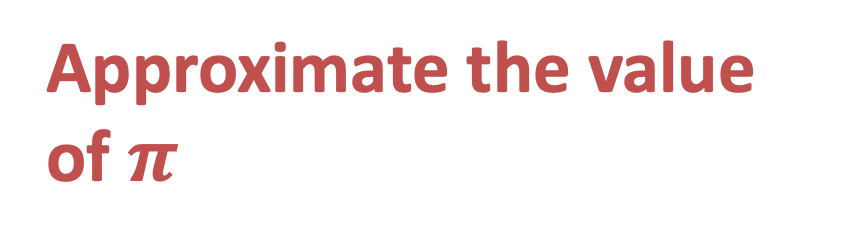 Approximate the value
of π